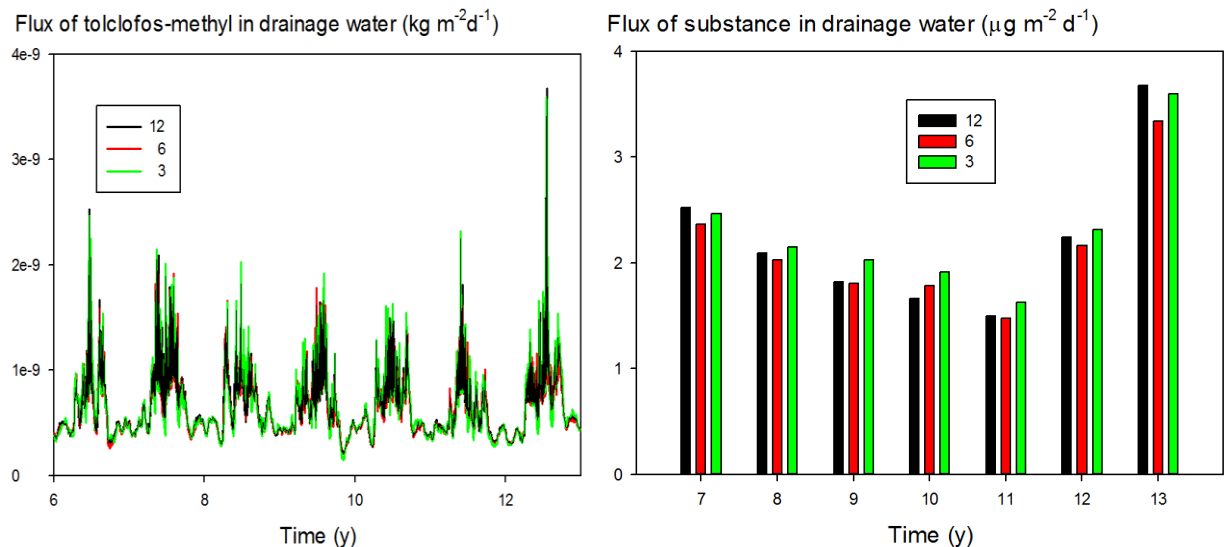 Flux of tolclofos-methyl in drainage water (kg m⁻²d⁻¹)
4e-9
3e-9
2e-9
1e-9
0
12
6
3
6
8
10
12
Time (y)
Flux of substance in drainage water (μg m⁻² d⁻¹)
4
3
2
1
0
12
6
3
7
8
9
10
11
12
13
Time (y)